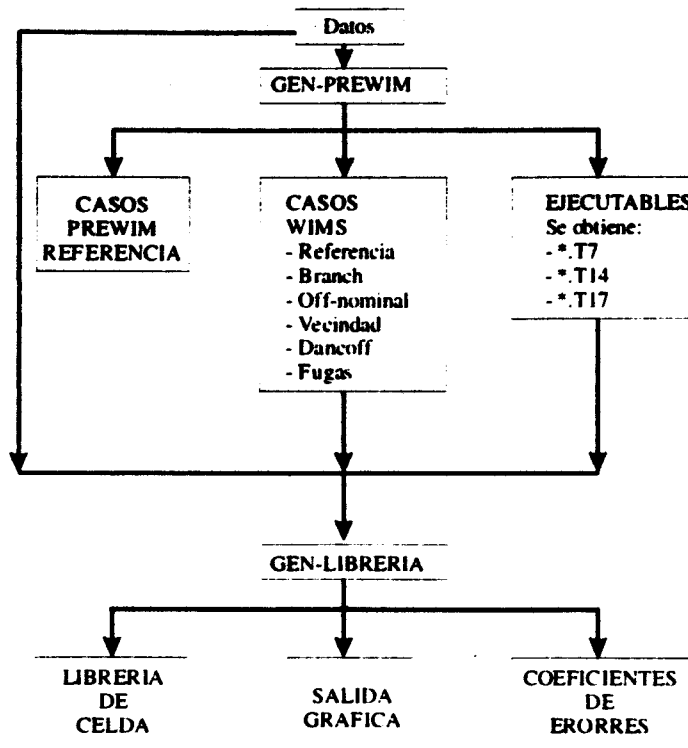 Datos
GEN-PREWIM
CASOS
PREWIM
REFERENCIA
CASOS
WIMS
- Referencia
- Branch
- Off-nominal
- Vecindad
- Dancoff
- Fugas
EJECUTABLES
Se obtiene:
- *.T7
- *.T14
- *.T17
GEN-LIBRERIA
LIBRERIA
DE
CELDA
SALIDA
GRAFICA
COEFICIENTES
DE
ERORRES